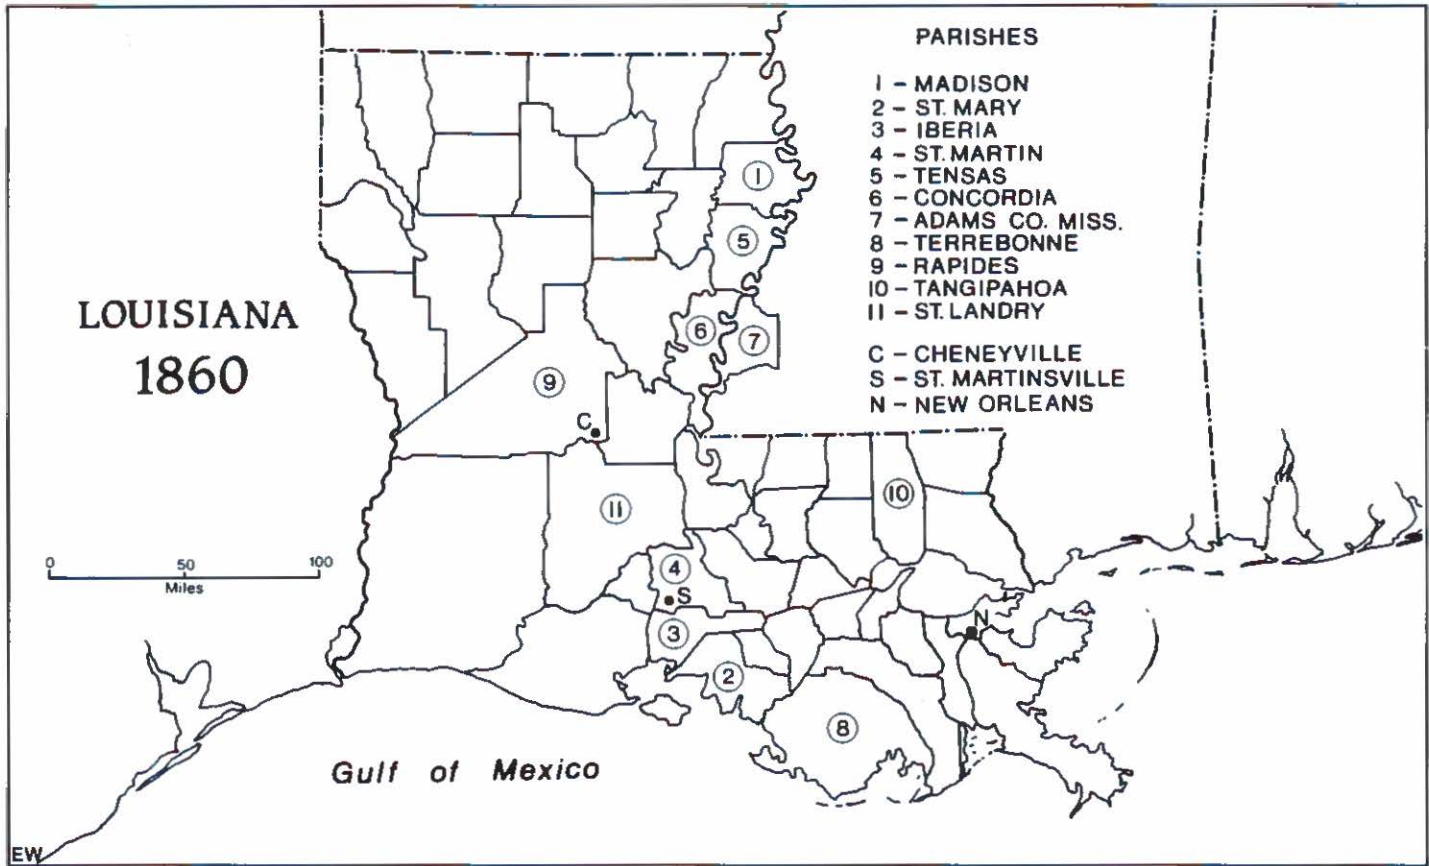 PARISHES
1 - MADISON
2 - ST. MARY
3 - IBERIA
4 - ST. MARTIN
5 - TENSAS
6 - CONCORDIA
7 - ADAMS CO. MISS.
8 - TERREBONNE
9 - RAPIDES
10 - TANGIPAHOA
11 - ST. LANDRY
C - CHENEYVILLE
S - ST. MARTINSVILLE
N - NEW ORLEANS
LOUISIANA
1860
1
5
6
7
9
C
10
11
4
S
3
N
2
8
0 50 100
Miles
Gulf of Mexico
EW